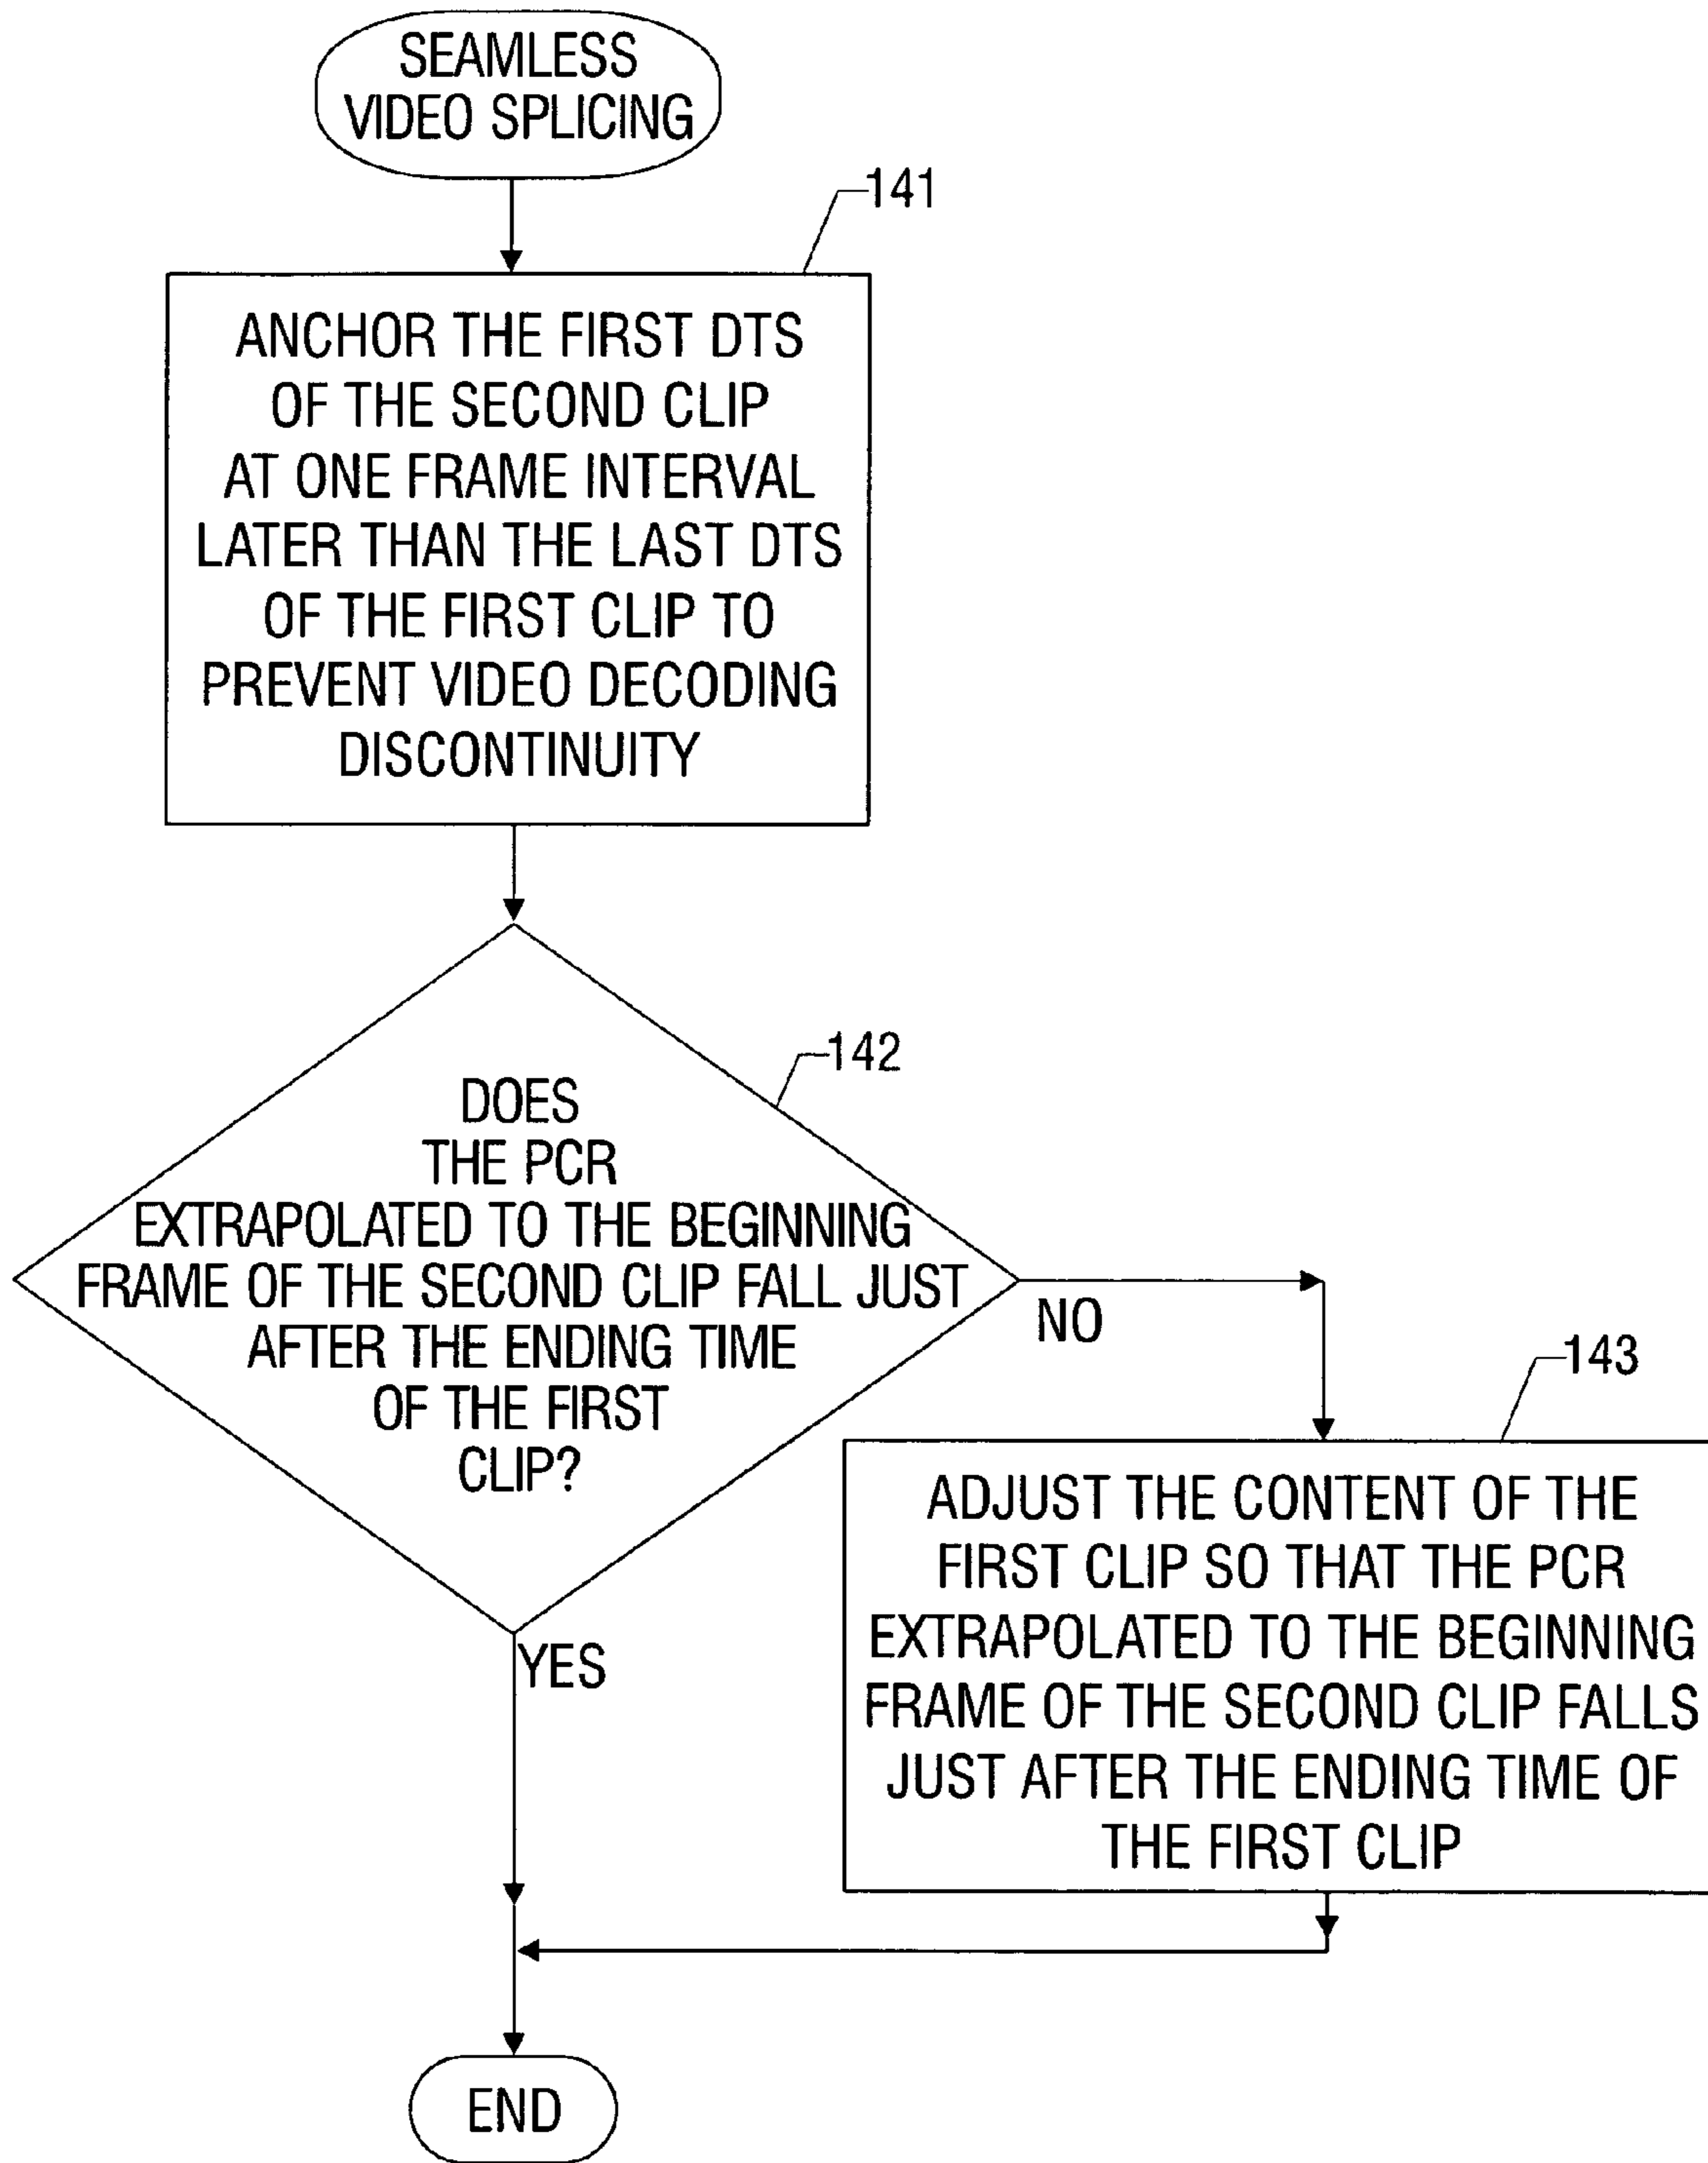 SEAMLESS
VIDEO SPLICING
141
ANCHOR THE FIRST DTS
OF THE SECOND CLIP
AT ONE FRAME INTERVAL
LATER THAN THE LAST DTS
OF THE FIRST CLIP TO
PREVENT VIDEO DECODING
DISCONTINUITY
142
DOES
THE PCR
EXTRAPOLATED TO THE BEGINNING
FRAME OF THE SECOND CLIP FALL JUST
AFTER THE ENDING TIME
OF THE FIRST
CLIP?
NO
YES
143
ADJUST THE CONTENT OF THE
FIRST CLIP SO THAT THE PCR
EXTRAPOLATED TO THE BEGINNING
FRAME OF THE SECOND CLIP FALLS
JUST AFTER THE ENDING TIME OF
THE FIRST CLIP
END